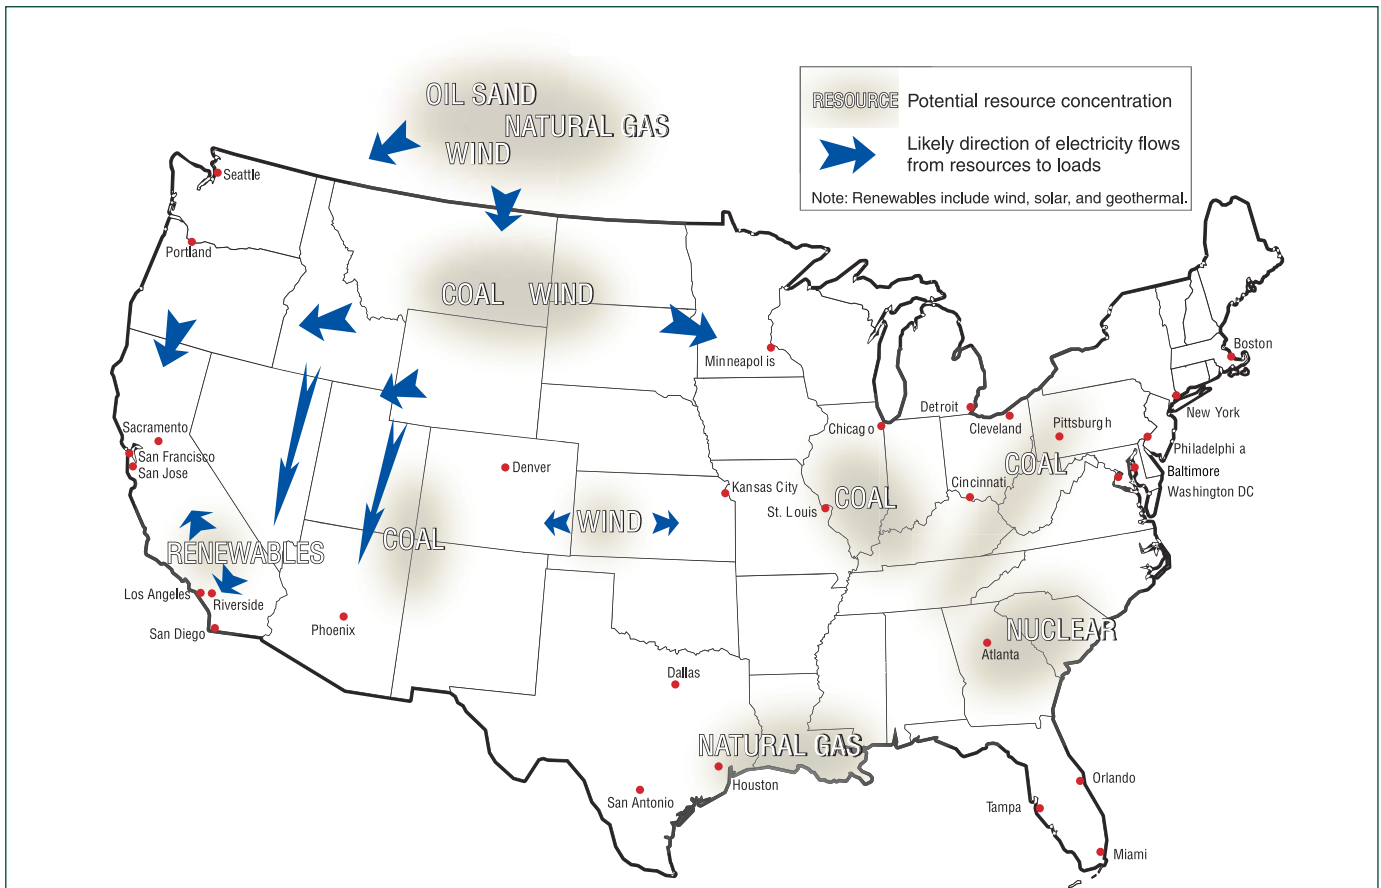 OIL SAND
NATURAL GAS
WIND
RESOURCE Potential resource concentration
Likely direction of electricity flows
from resources to loads
Note: Renewables include wind, solar, and geothermal.
Seattle
Portland
COAL WIND
Minneapol is
Boston
Detroit
New York
Cleveland
Pittsburg h
Chicag o
Sacramento
San Francisco
San Jose
Philadelphi a
COAL
Baltimore
Denver
Cincinnati
Washington DC
Kansas City
St. Louis
COAL
WIND
COAL
RENEWABLES
Los Angeles
Riverside
San Diego
Phoenix
NUCLEAR
Atlanta
Dallas
NATURAL GAS
Houston
San Antonio
Orlando
Tampa
Miami